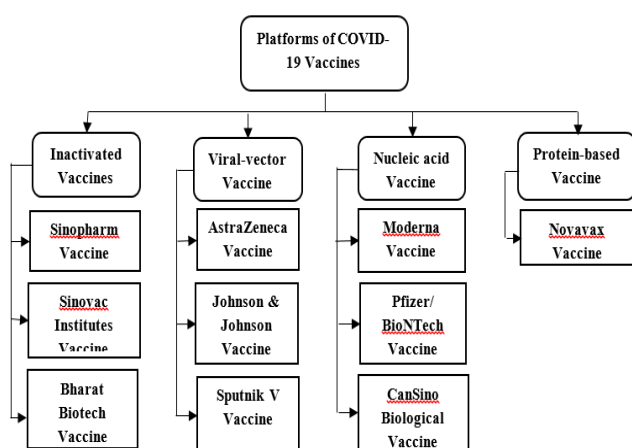 Platforms of COVID-
19 Vaccines
Inactivated
Vaccines
Viral-vector
Vaccine
Nucleic acid
Vaccine
Protein-based
Vaccine
Sinopharm
Vaccine
AstraZeneca
Vaccine
Moderna
Vaccine
Novavax
Vaccine
Sinovac
Institutes
Vaccine
Johnson &
Johnson
Vaccine
Pfizer/
BioNTech
Vaccine
Bharat
Biotech
Vaccine
Sputnik V
Vaccine
CanSino
Biological
Vaccine